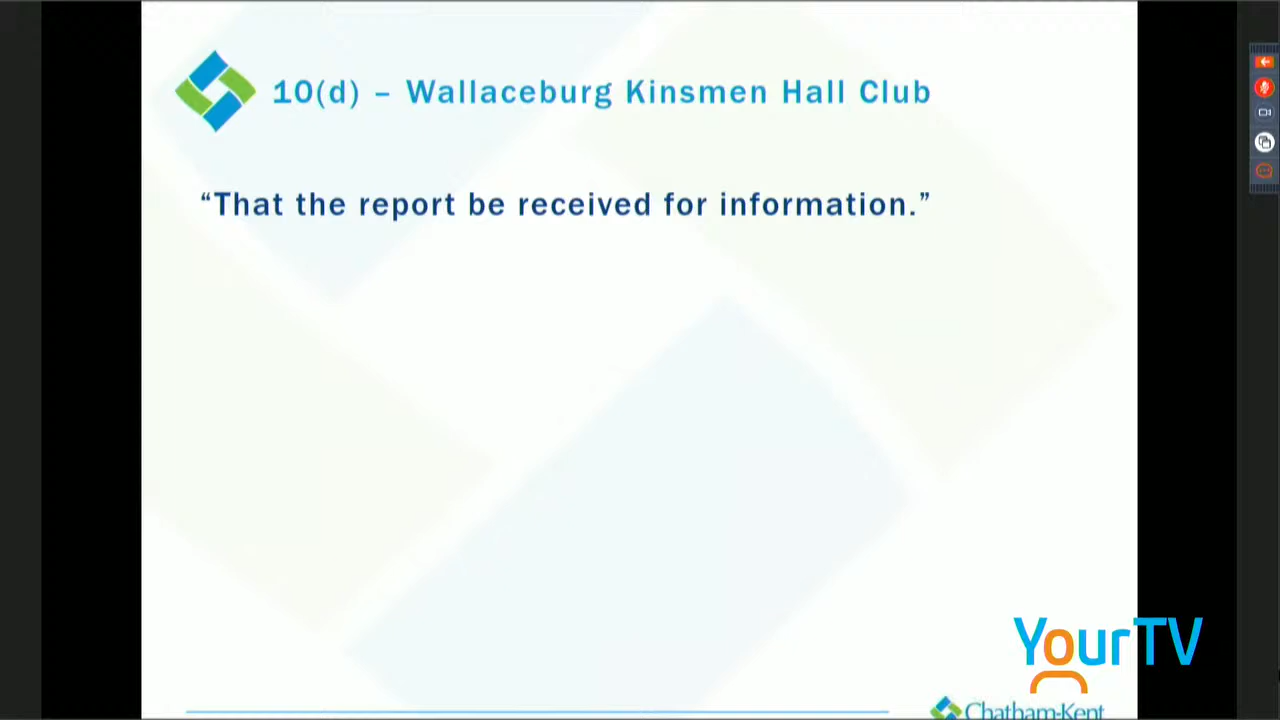 10(d) – Wallaceburg Kinsmen Hall Club
“That the report be received for information.”
YourTV
Chatham-Kent